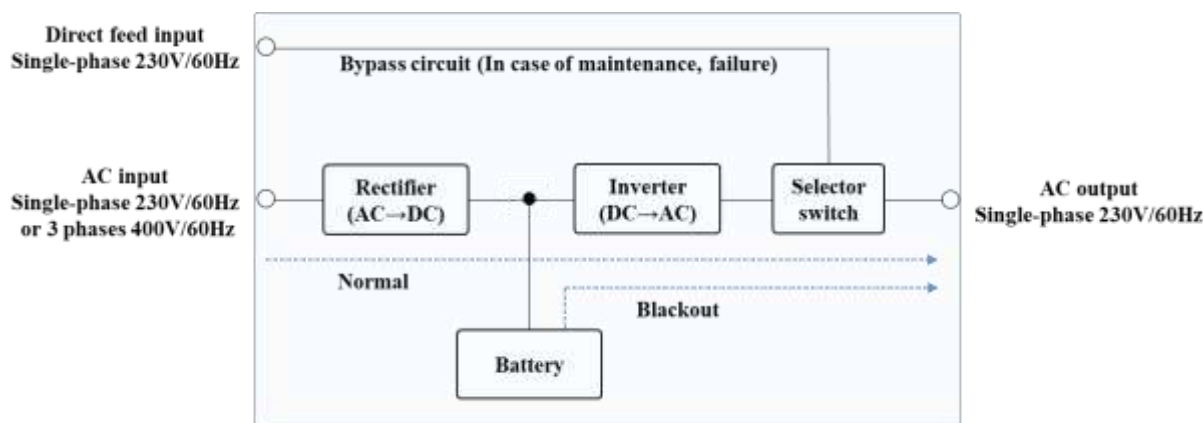 Direct feed input
Single-phase 230V/60Hz
Bypass circuit (In case of maintenance, failure)
AC input
Single-phase 230V/60Hz
or 3 phases 400V/60Hz
Rectifier
(AC→DC)
Inverter
(DC→AC)
Selector
switch
AC output
Single-phase 230V/60Hz
Normal
Blackout
Battery